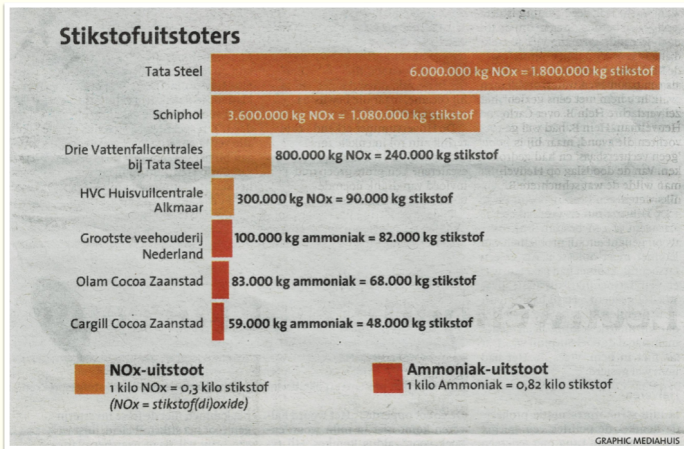 Stikstofuitstoters
Tata Steel
6.000.000 kg NOx = 1.800.000 kg stikstof
Schiphol
3.600.000 kg NOx = 1.080.000 kg stikstof
Drie Vattenfallcentrales
bij Tata Steel
800.000 kg NOx = 240.000 kg stikstof
HVC Huisvuilcentrale
Alkmaar
300.000 kg NOx = 90.000 kg stikstof
Grootste veehouderij
Nederland
100.000 kg ammoniak = 82.000 kg stikstof
Olam Cocoa Zaanstad
83.000 kg ammoniak = 68.000 kg stikstof
Cargill Cocoa Zaanstad
59.000 kg ammoniak = 48.000 kg stikstof
NOx-uitstoot
1 kilo NOx = 0,3 kilo stikstof
(NOx = stikstof(di)oxide)
Ammoniak-uitstoot
1 kilo Ammoniak = 0,82 kilo stikstof
GRAPHIC MEDIAHUIS